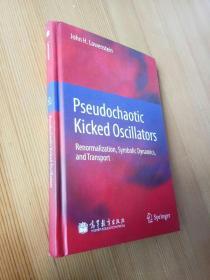 John H. Lowenstein
Pseudochaotic
Kicked Oscillators
Renormalization, Symbolic Dynamics,
and Transport
高等教育出版社
Springer